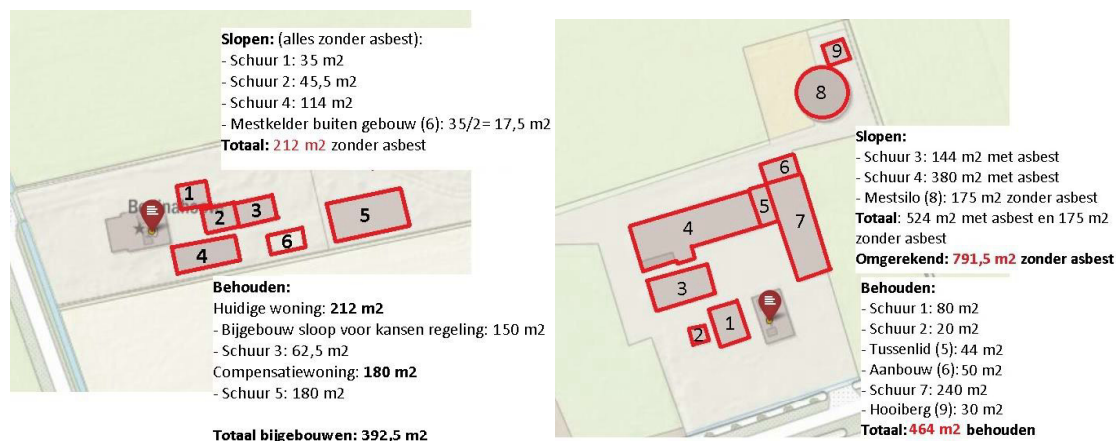 Slopen: (alles zonder asbest):
- Schuur 1: 35 m2
- Schuur 2: 45,5 m2
- Schuur 4: 114 m2
- Mestkelder buiten gebouw (6): 35/2= 17,5 m2
Totaal: 212 m2 zonder asbest
1
2
3
4
5
6
Behouden:
Huidige woning: 212 m2
- Bijgebouw sloop voor kansen regeling: 150 m2
- Schuur 3: 62,5 m2
Compensatiewoning: 180 m2
- Schuur 5: 180 m2
Totaal bijgebouwen: 392,5 m2
9
8
6
5
4
7
3
2
1
Slopen:
- Schuur 3: 144 m2 met asbest
- Schuur 4: 380 m2 met asbest
- Mestsilo (8): 175 m2 zonder asbest
Totaal: 524 m2 met asbest en 175 m2
zonder asbest
Omgerekend: 791,5 m2 zonder asbest
Behouden:
- Schuur 1: 80 m2
- Schuur 2: 20 m2
- Tussenlid (5): 44 m2
- Aanbouw (6): 50 m2
- Schuur 7: 240 m2
- Hooiberg (9): 30 m2
Totaal: 464 m2 behouden